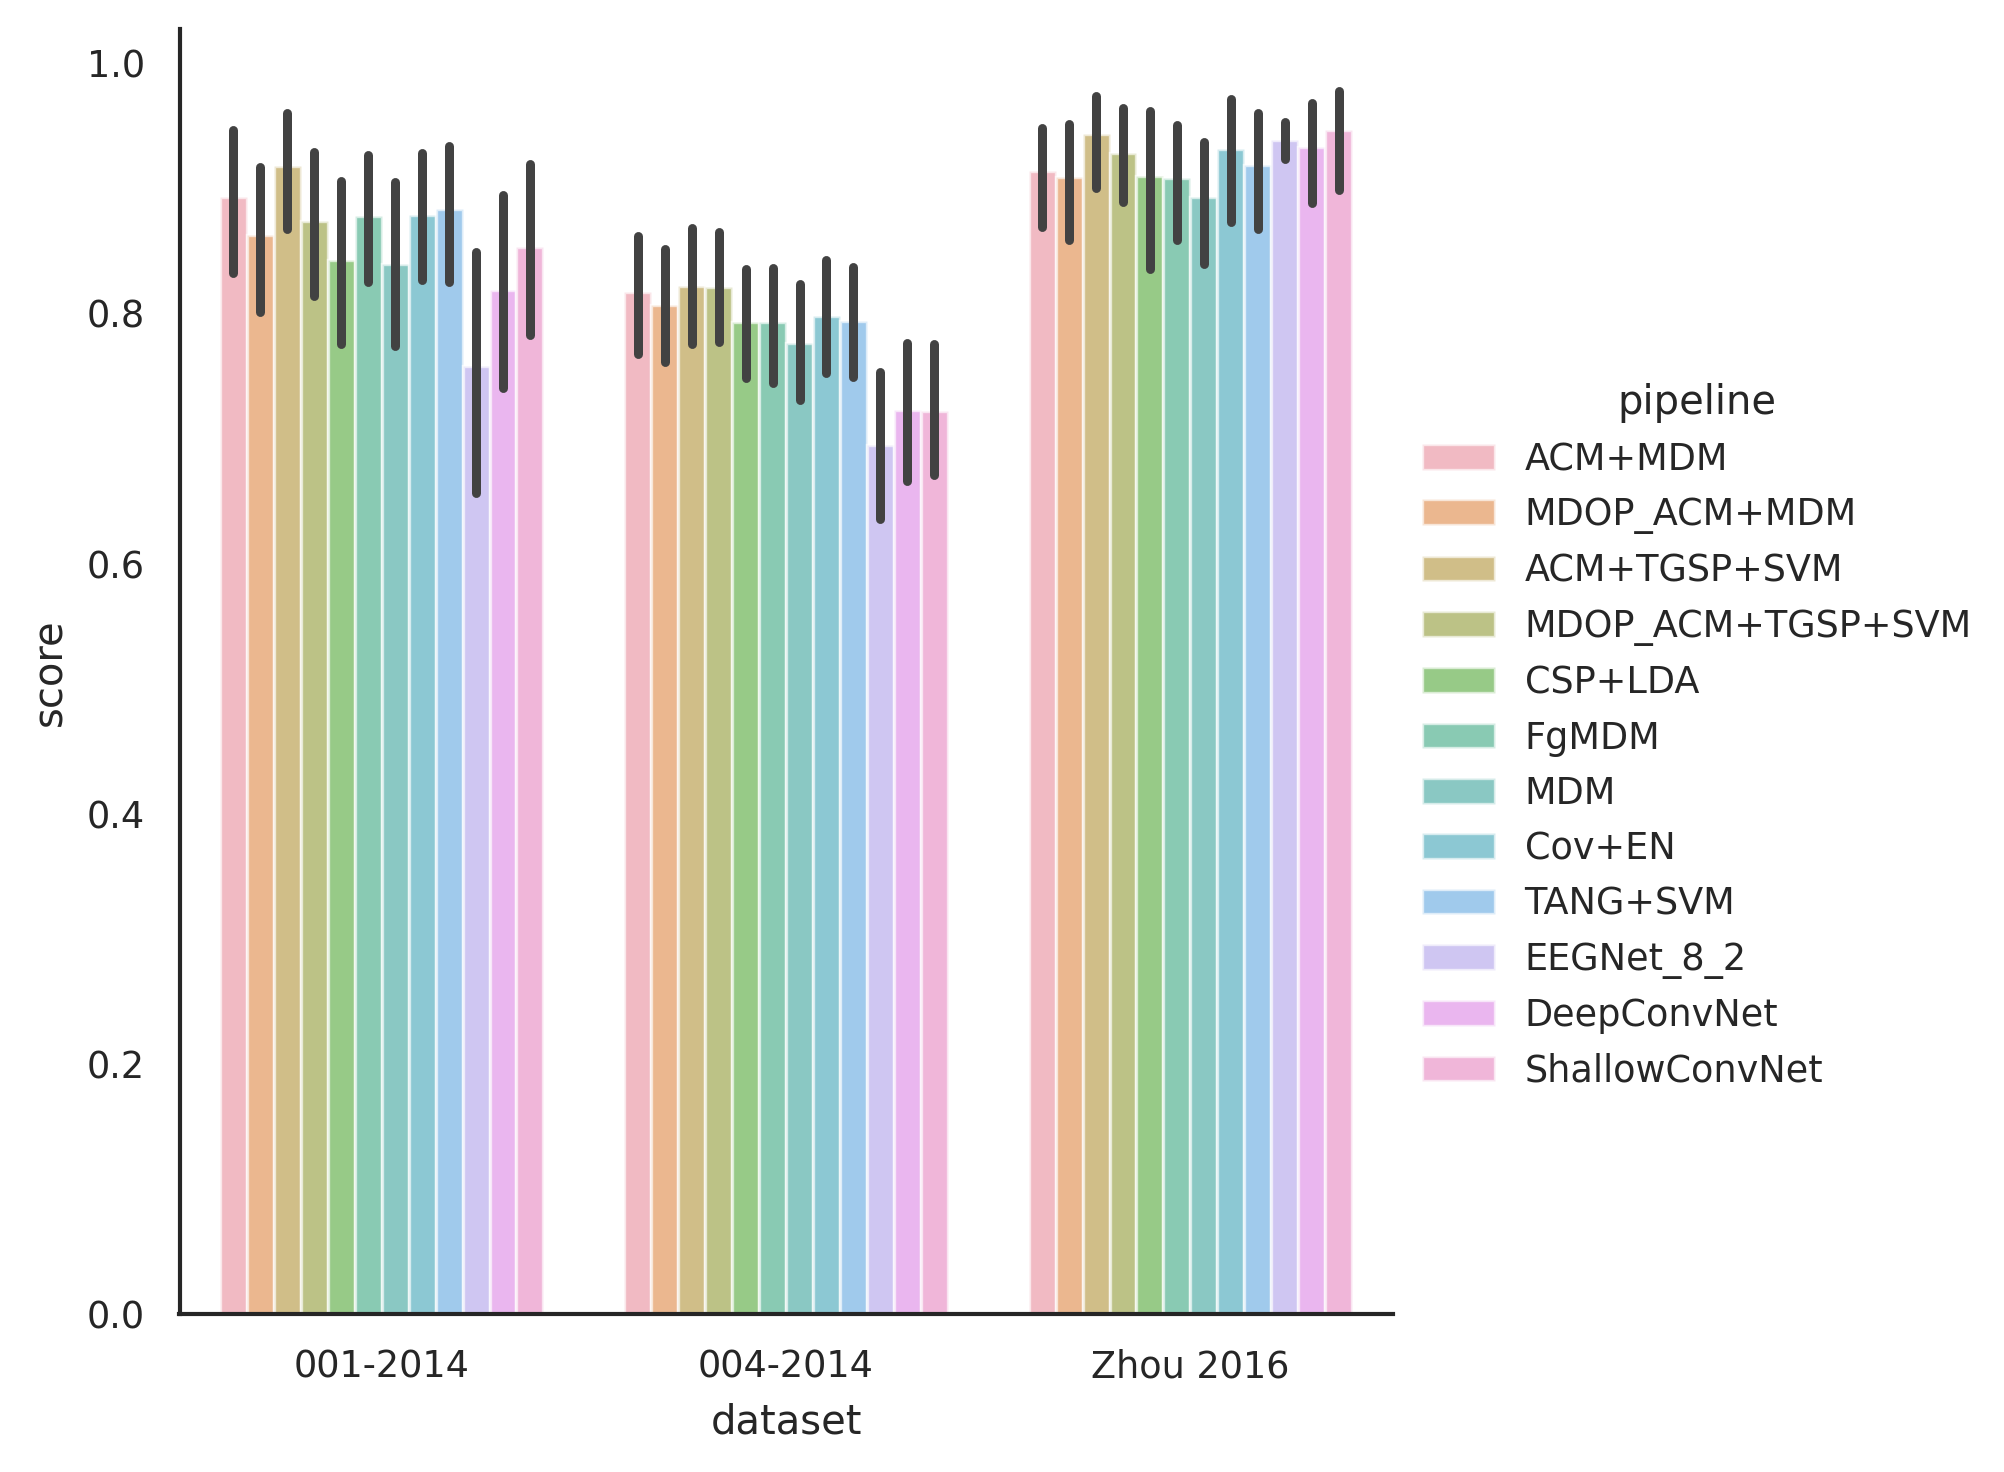 1.0
0.8
0.6
0.4
0.2
0.0
score
001-2014
004-2014
Zhou 2016
dataset
pipeline
ACM+MDM
MDOP_ACM+MDM
ACM+TGSP+SVM
MDOP_ACM+TGSP+SVM
CSP+LDA
FgMDM
MDM
Cov+EN
TANG+SVM
EEGNet_8_2
DeepConvNet
ShallowConvNet